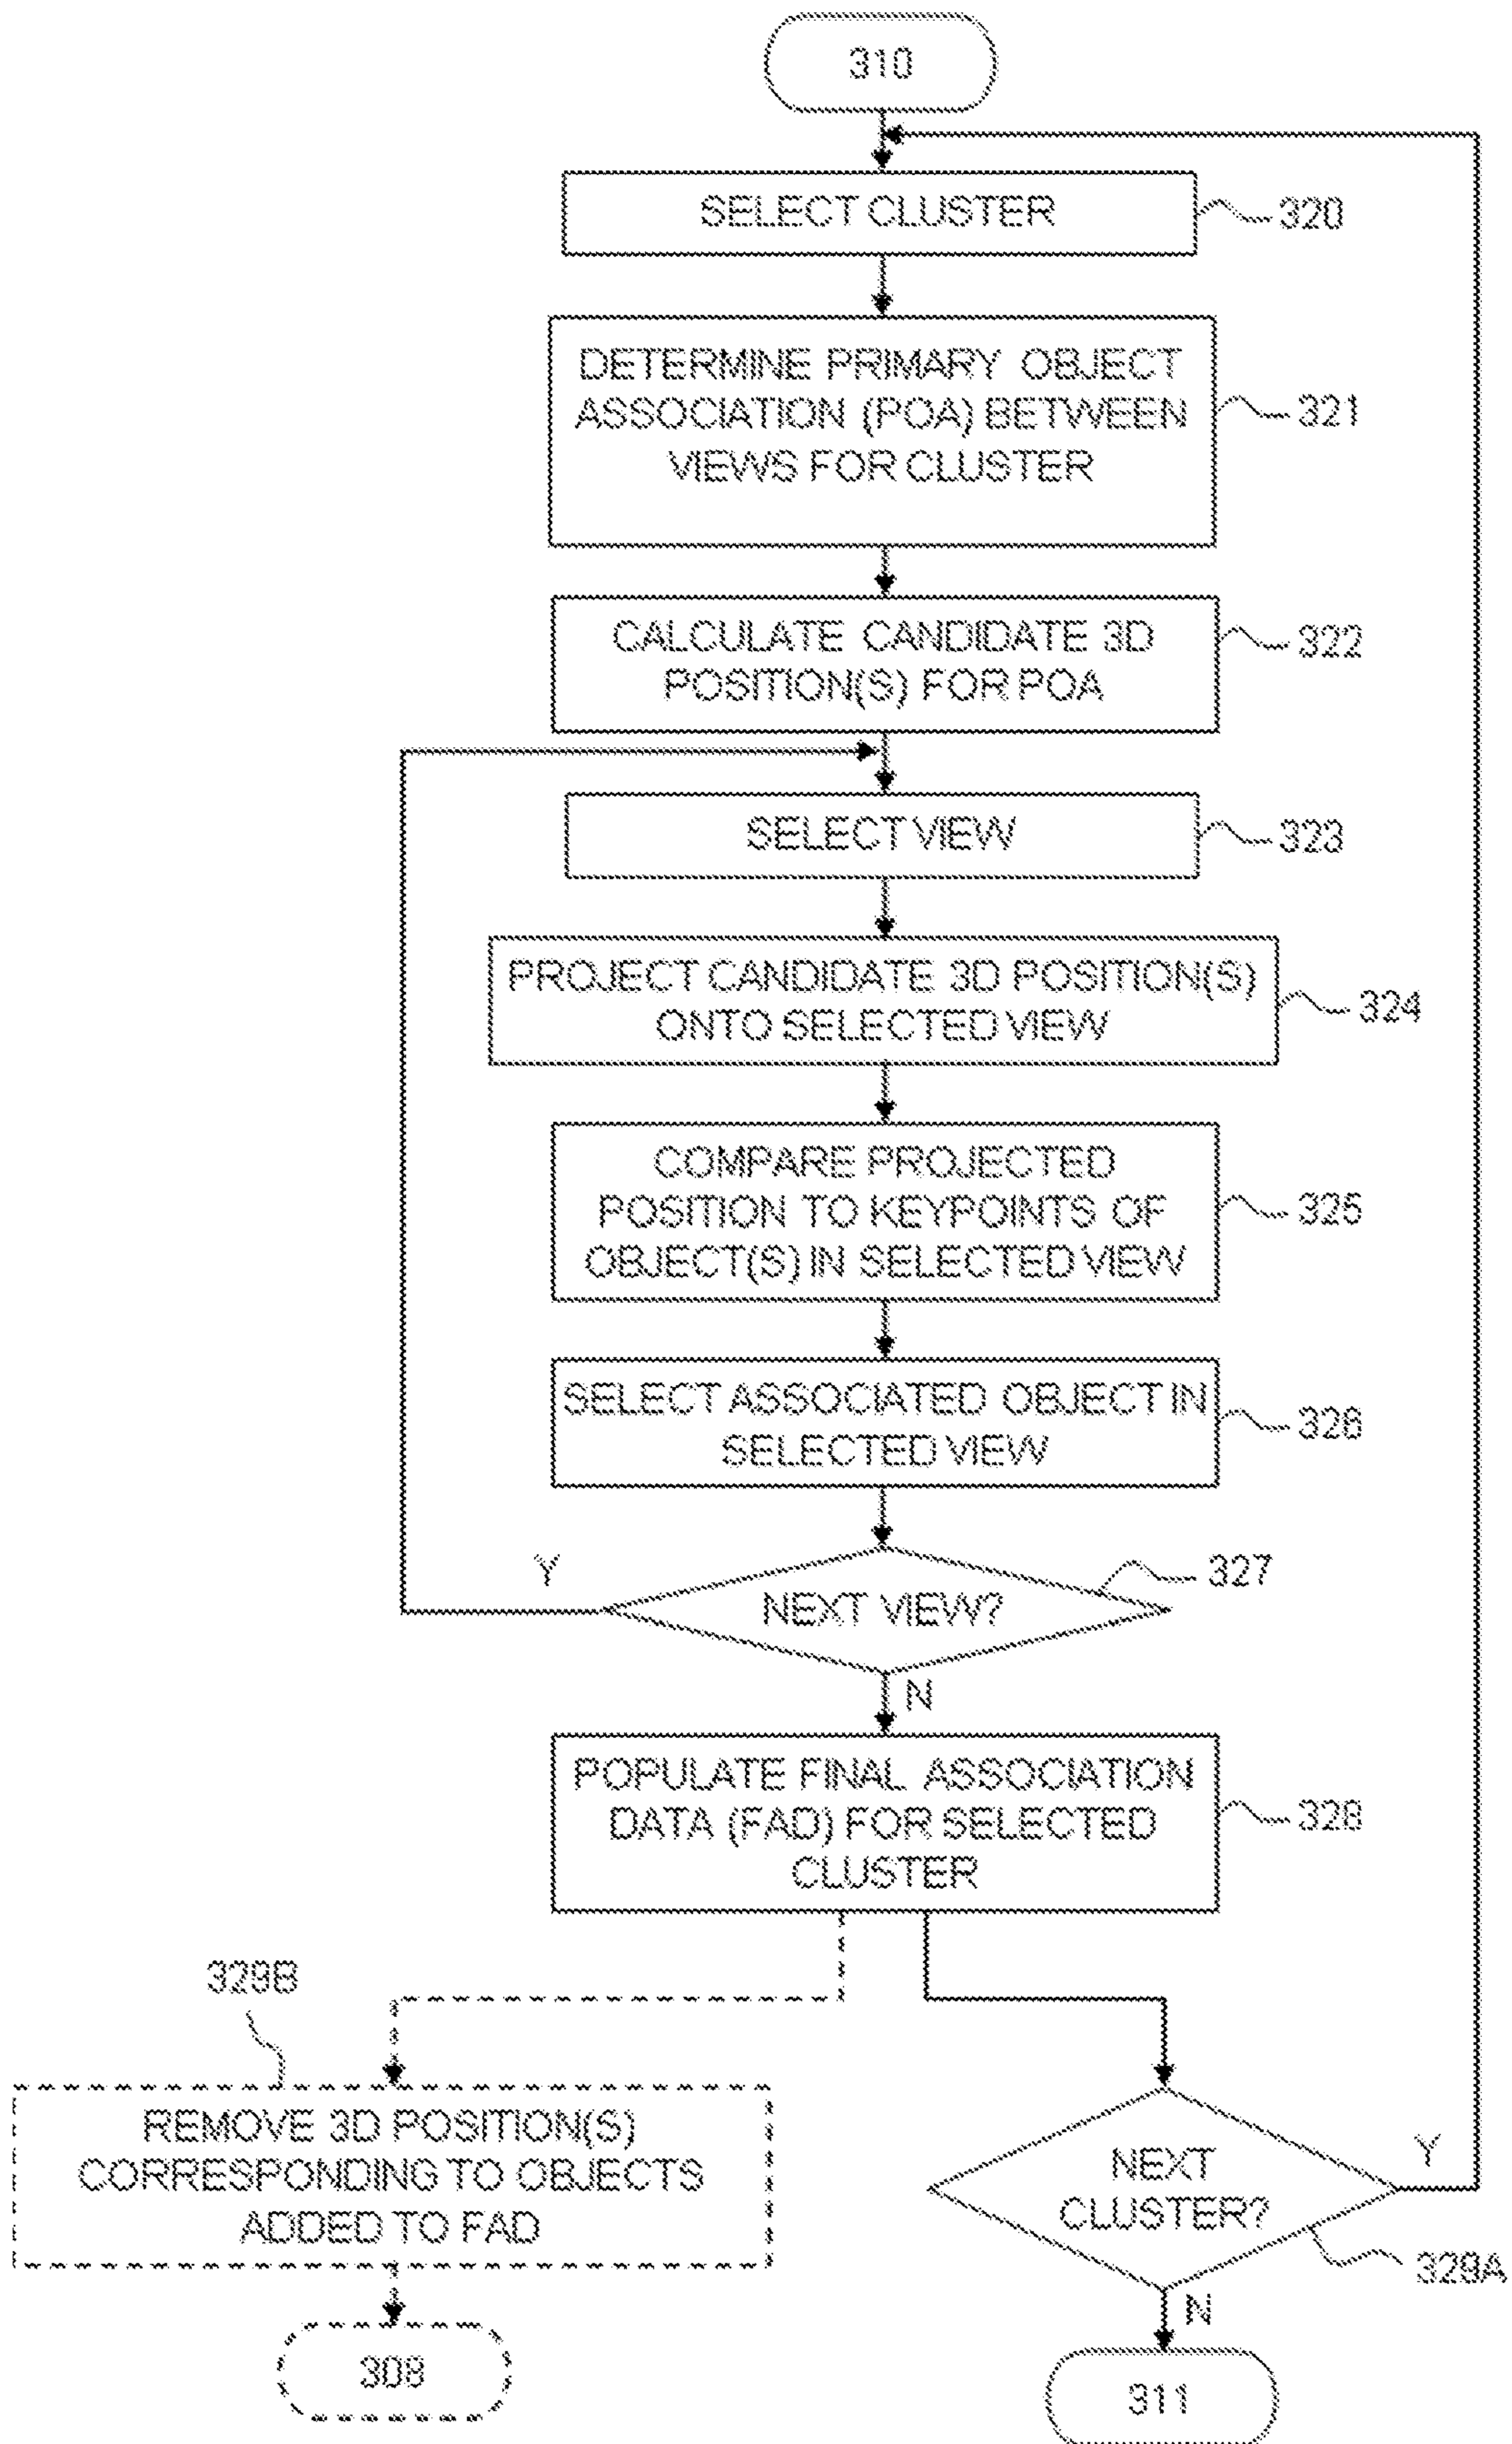 310
SELECT CLUSTER
320
DETERMINE PRIMARY OBJECT
ASSOCIATION (POA) BETWEEN
VIEWS FOR CLUSTER
321
CALCULATE CANDIDATE 3D
POSITION(S) FOR POA
322
SELECT VIEW
323
PROJECT CANDIDATE 3D POSITION(S)
ONTO SELECTED VIEW
324
COMPARE PROJECTED
POSITION TO KEYPOINTS OF
OBJECT(S) IN SELECTED VIEW
325
SELECT ASSOCIATED OBJECT IN
SELECTED VIEW
326
Y
NEXT VIEW?
327
N
POPULATE FINAL ASSOCIATION
DATA (FAD) FOR SELECTED
CLUSTER
328
329B
REMOVE 3D POSITION(S)
CORRESPONDING TO OBJECTS
ADDED TO FAD
NEXT
CLUSTER?
Y
329A
N
308
311